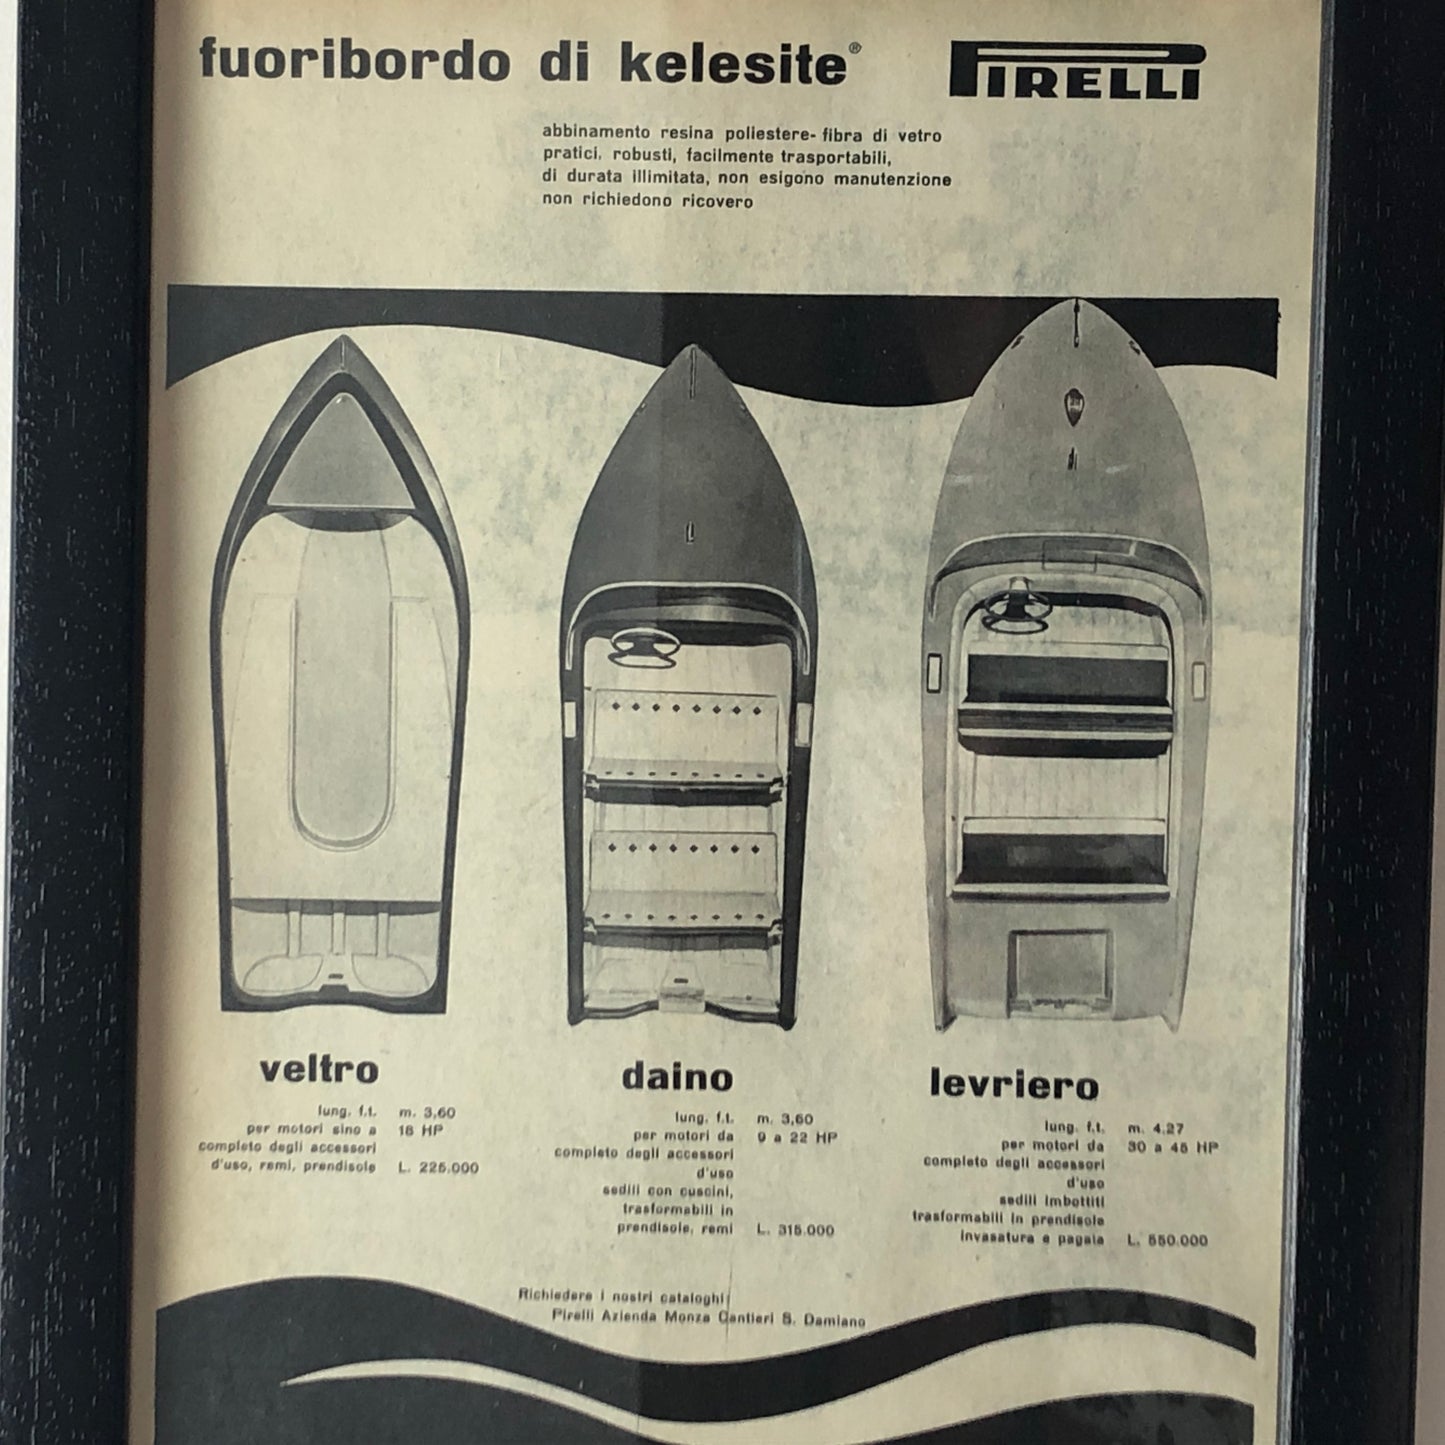 fuoribordo di kelesite®
PIRELLI
abbinamento resina poliestere- fibra di vetro
pratici, robusti, facilmente trasportabili,
di durata illimitata, non esigono manutenzione
non richiedono ricovero
veltro
lung. f.t. m. 3,60
per motori sino a 18 HP
completo degli accessori
d'uso, remi, prendisole L. 225.000
daino
lung. f.t. m. 3,60
per motori da 9 a 22 HP
completo degli accessori
d'uso
sedili con cuscini,
trasformabili in
prendisole, remi L. 315.000
levriero
lung. f.t. m. 4.27
per motori da 30 a 45 HP
completo degli accessori
d'uso
sedili imbottiti
trasformabili in prendisole
invasatura e pagaia L. 550.000
Richiedere i nostri cataloghi
Pirelli Azienda Monza Cantieri S. Damiano